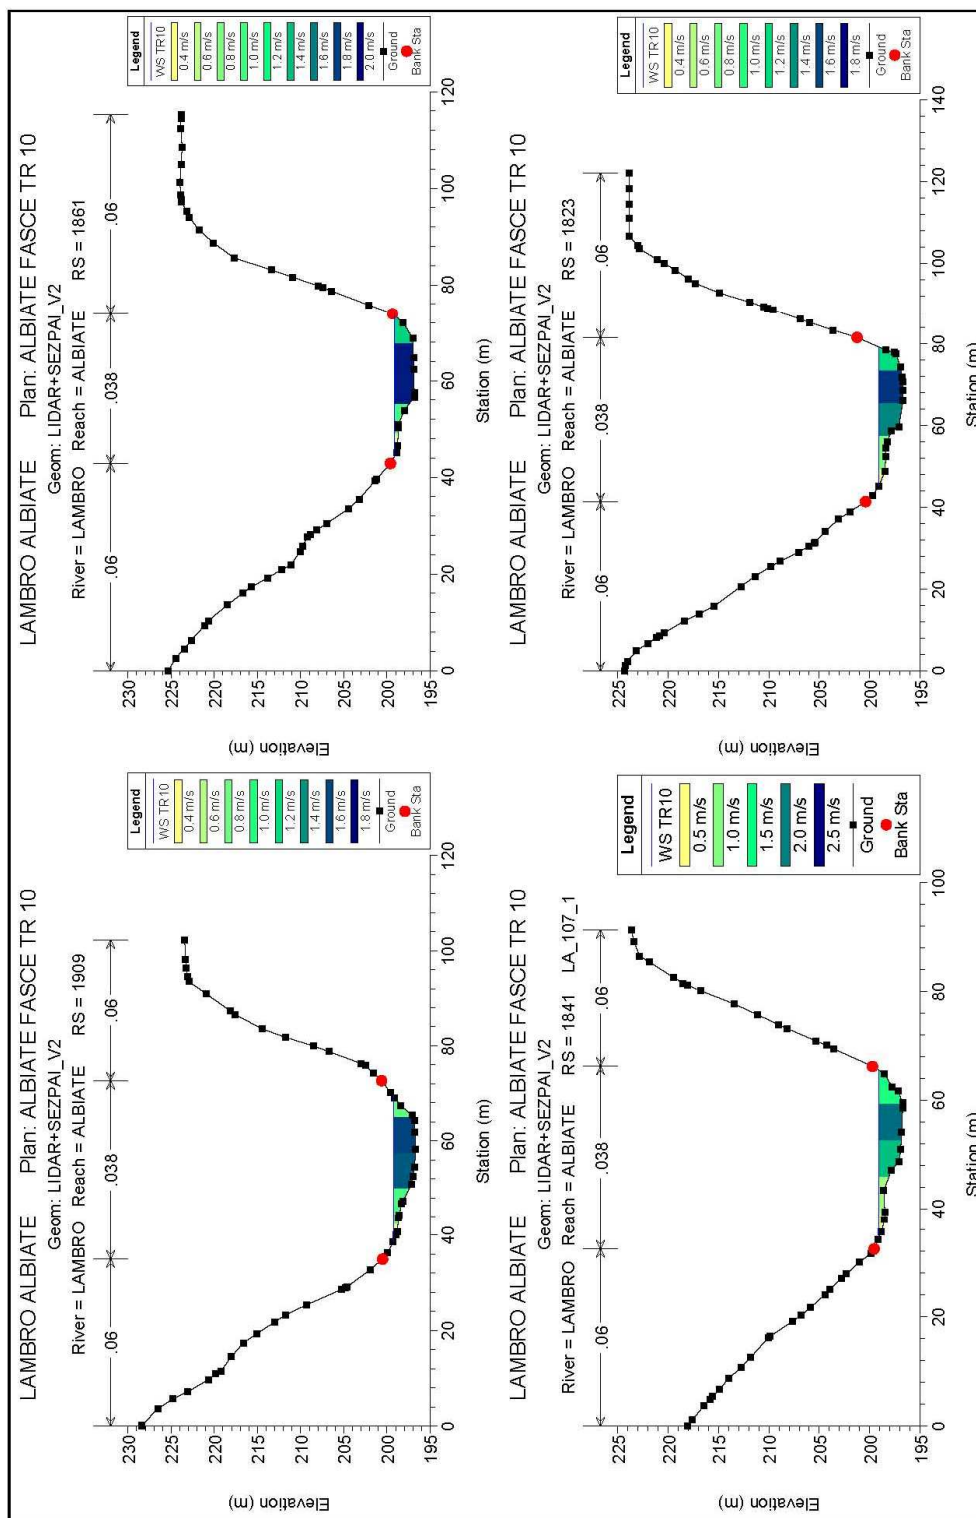 LAMBRO ALBIATE Plan: ALBIATE FASCE TR 10
Geom: LIDAR+SEZPAI_V2
River = LAMBRO Reach = ALBIATE RS = 1909
.06
.038
.06
Legend
WS TR10
0.4 m/s
0.6 m/s
0.8 m/s
1.0 m/s
1.2 m/s
1.4 m/s
1.6 m/s
1.8 m/s
Ground
Bank Sta
Elevation (m)
230
225
220
215
210
205
200
195
0
20
40
60
80
100
120
Station (m)
LAMBRO ALBIATE Plan: ALBIATE FASCE TR 10
Geom: LIDAR+SEZPAI_V2
River = LAMBRO Reach = ALBIATE RS = 1861
.06
.038
.06
Legend
WS TR10
0.4 m/s
0.6 m/s
0.8 m/s
1.0 m/s
1.2 m/s
1.4 m/s
1.6 m/s
1.8 m/s
2.0 m/s
Ground
Bank Sta
Elevation (m)
230
225
220
215
210
205
200
195
0
20
40
60
80
100
120
Station (m)
LAMBRO ALBIATE Plan: ALBIATE FASCE TR 10
Geom: LIDAR+SEZPAI_V2
River = LAMBRO Reach = ALBIATE RS = 1841 LA_107_1
.06
.038
.06
Legend
WS TR10
0.5 m/s
1.0 m/s
1.5 m/s
2.0 m/s
2.5 m/s
Ground
Bank Sta
Elevation (m)
225
220
215
210
205
200
195
0
20
40
60
80
100
Station (m)
LAMBRO ALBIATE Plan: ALBIATE FASCE TR 10
Geom: LIDAR+SEZPAI_V2
River = LAMBRO Reach = ALBIATE RS = 1823
.06
.038
.06
Legend
WS TR10
0.4 m/s
0.6 m/s
0.8 m/s
1.0 m/s
1.2 m/s
1.4 m/s
1.6 m/s
1.8 m/s
Ground
Bank Sta
Elevation (m)
225
220
215
210
205
200
195
0
20
40
60
80
100
120
140
Station (m)